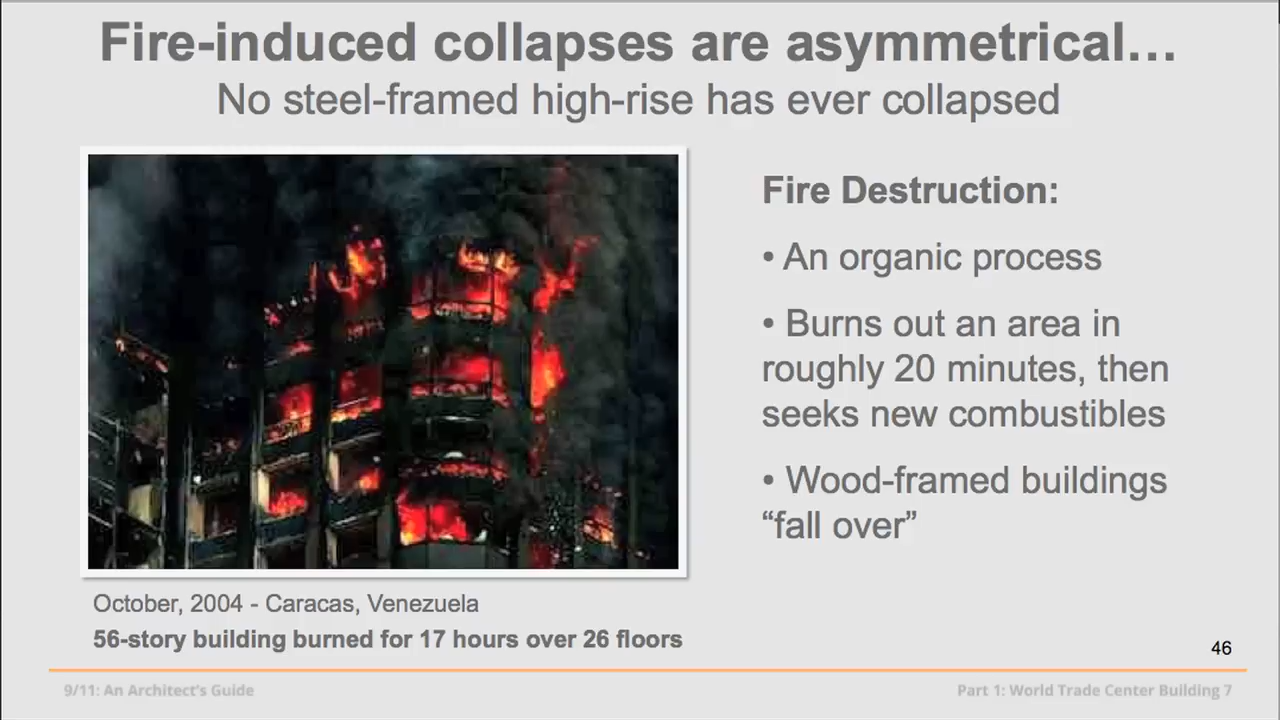 Fire-induced collapses are asymmetrical…
No steel-framed high-rise has ever collapsed
Fire Destruction:
• An organic process
• Burns out an area in
roughly 20 minutes, then
seeks new combustibles
• Wood-framed buildings
“fall over”
October, 2004 - Caracas, Venezuela
56-story building burned for 17 hours over 26 floors
46
9/11: An Architect's Guide
Part 1: World Trade Center Building 7